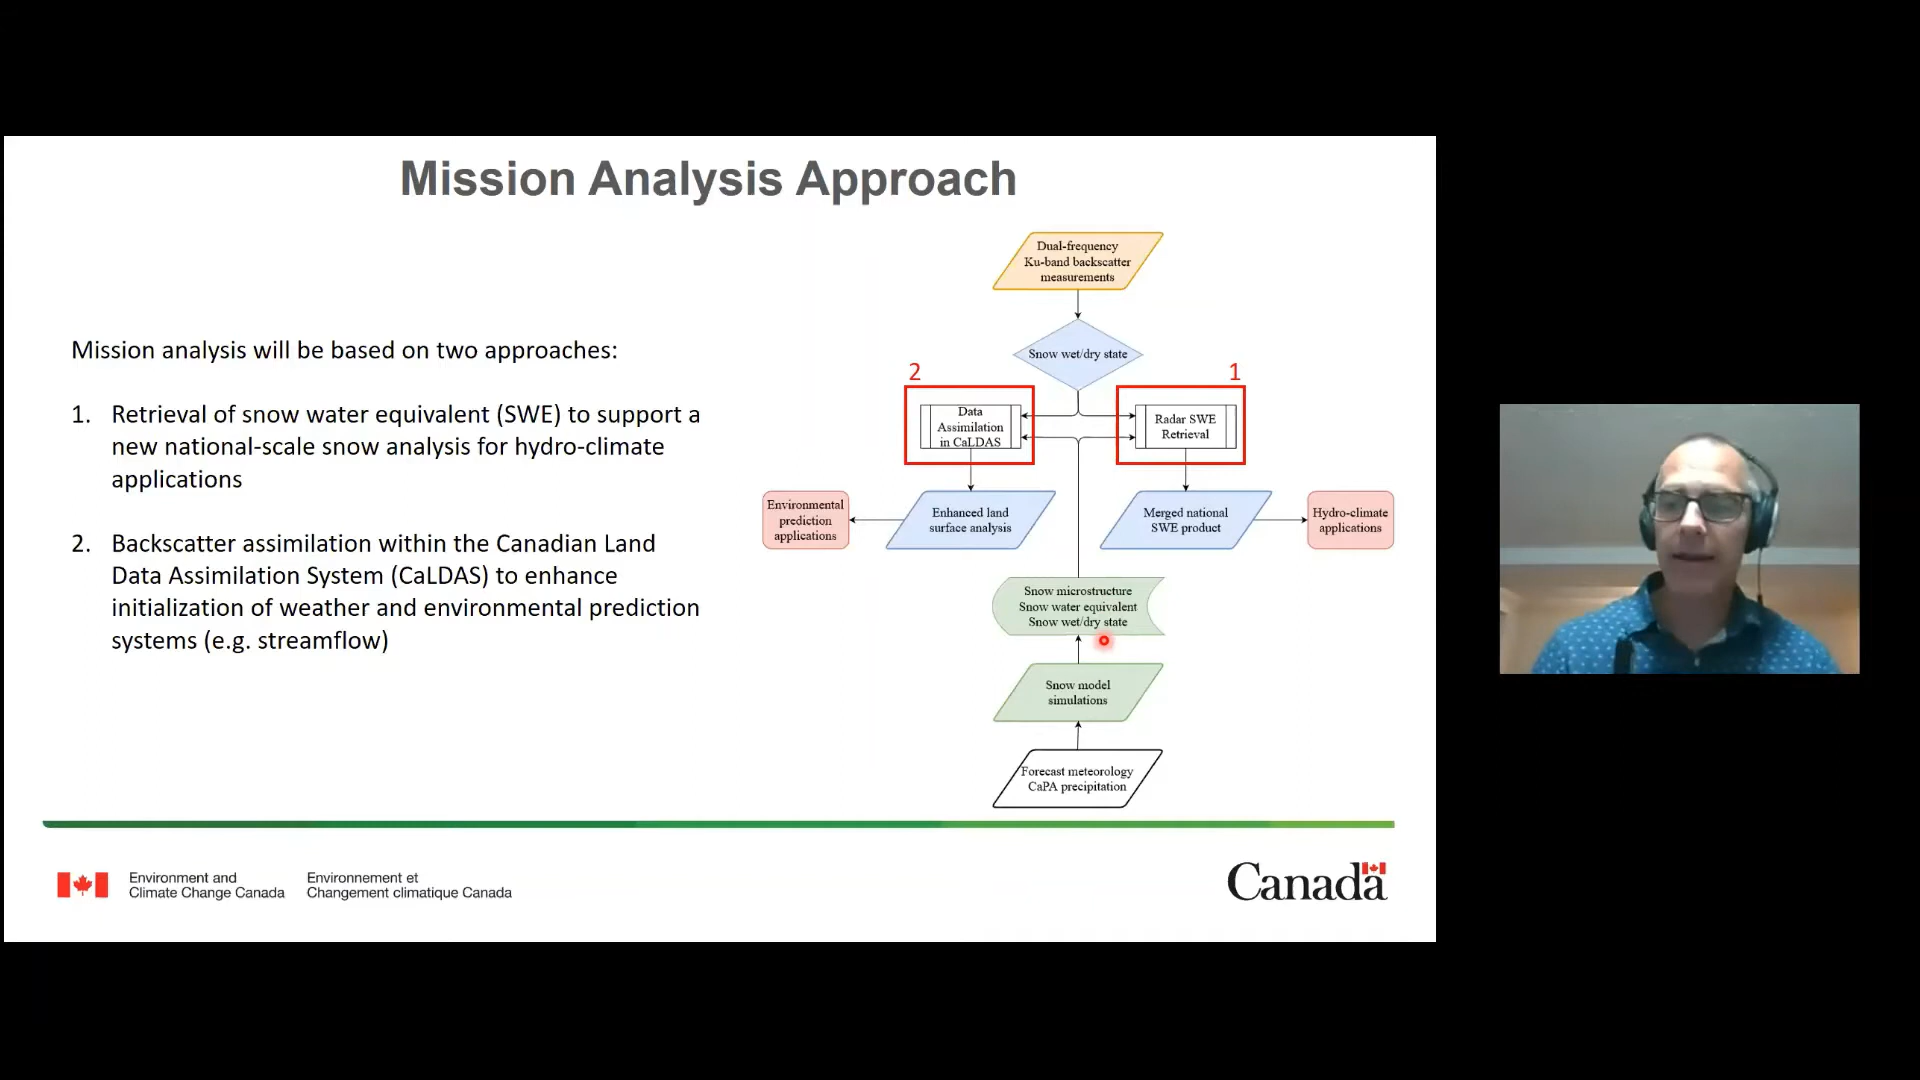 Mission Analysis Approach
Mission analysis will be based on two approaches:
1. Retrieval of snow water equivalent (SWE) to support a
new national-scale snow analysis for hydro-climate
applications
2. Backscatter assimilation within the Canadian Land
Data Assimilation System (CaLDAS) to enhance
initialization of weather and environmental prediction
systems (e.g. streamflow)
Dual-frequency
Ku-band backscatter
measurements
Snow wet/dry state
2
1
Data
Assimilation
in CaLDAS
Radar SWE
Retrieval
Environmental
prediction
applications
Enhanced land
surface analysis
Merged national
SWE product
Hydro-climate
applications
Snow microstructure
Snow water equivalent
Snow wet/dry state
Snow model
simulations
Forecast meteorology
CaPA precipitation
Environment and
Climate Change Canada
Environnement et
Changement climatique Canada
Canada